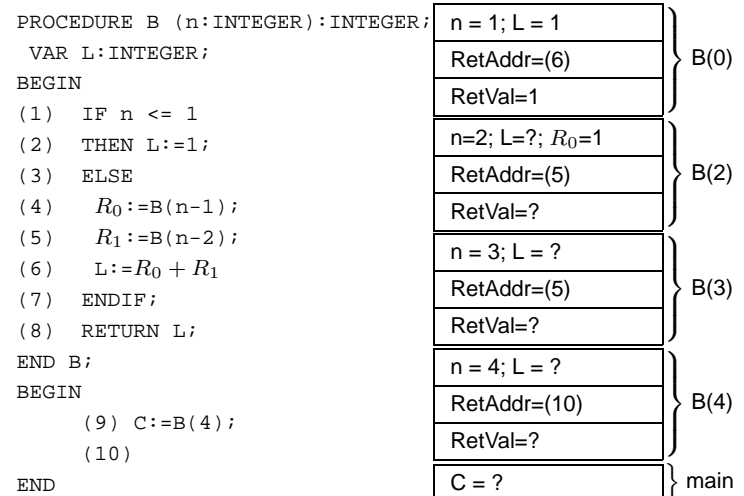 PROCEDURE B (n:INTEGER):INTEGER;
VAR L:INTEGER;
BEGIN
(1) IF n <= 1
(2) THEN L:=1;
(3) ELSE
(4) R₀:=B(n-1);
(5) R₁:=B(n-2);
(6) L:=R₀ + R₁
(7) ENDIF;
(8) RETURN L;
END B;
BEGIN
(9) C:=B(4);
(10)
END
n = 1; L = 1
RetAddr=(6)
RetVal=1
B(0)
n=2; L=?; R₀=1
RetAddr=(5)
RetVal=?
B(2)
n = 3; L = ?
RetAddr=(5)
RetVal=?
B(3)
n = 4; L = ?
RetAddr=(10)
RetVal=?
B(4)
C = ?
main